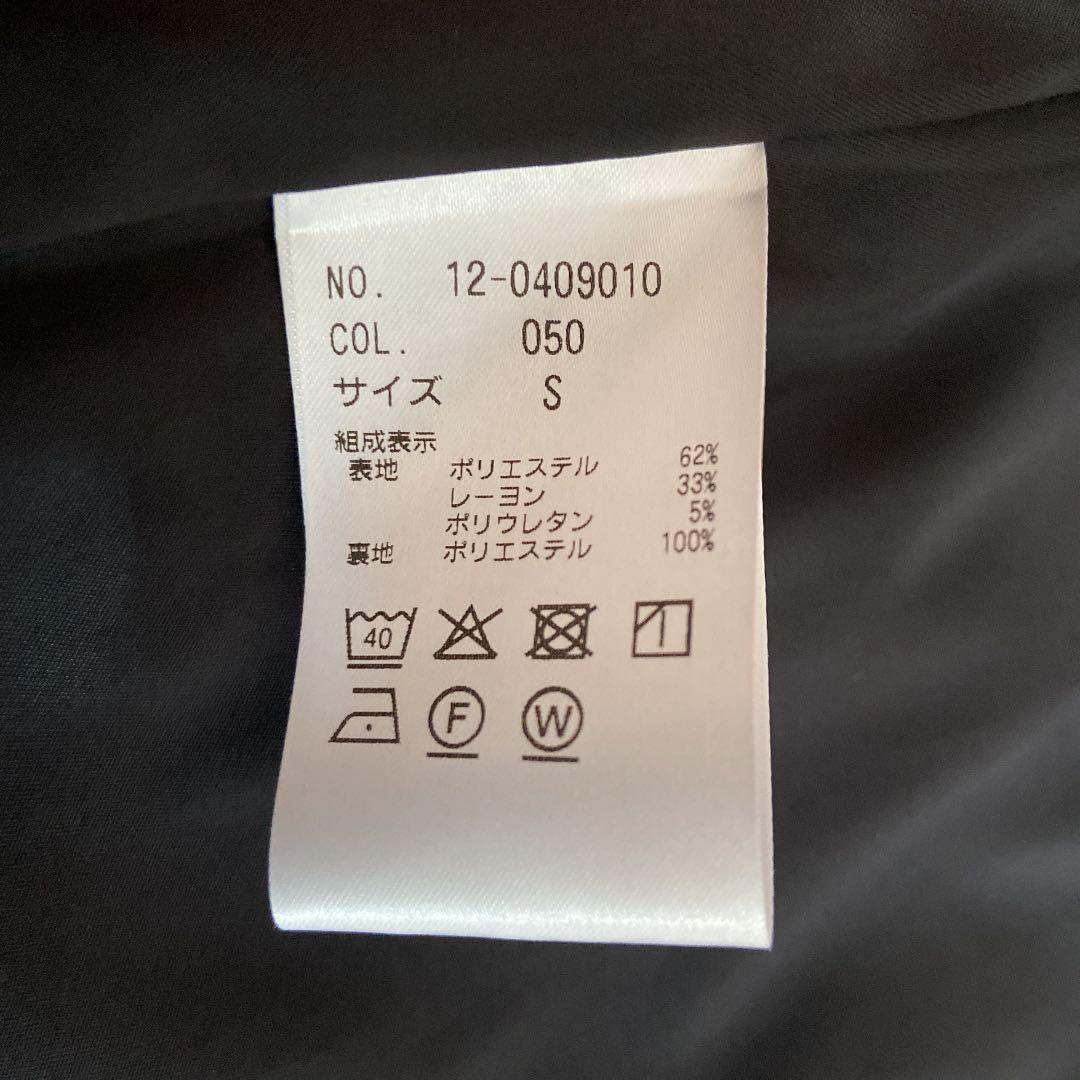 NO. 12-0409010
COL. 050
サイズ S
組成表示
表地 ポリエステル 62%
レーヨン 33%
ポリウレタン 5%
裏地 ポリエステル 100%
40
F W